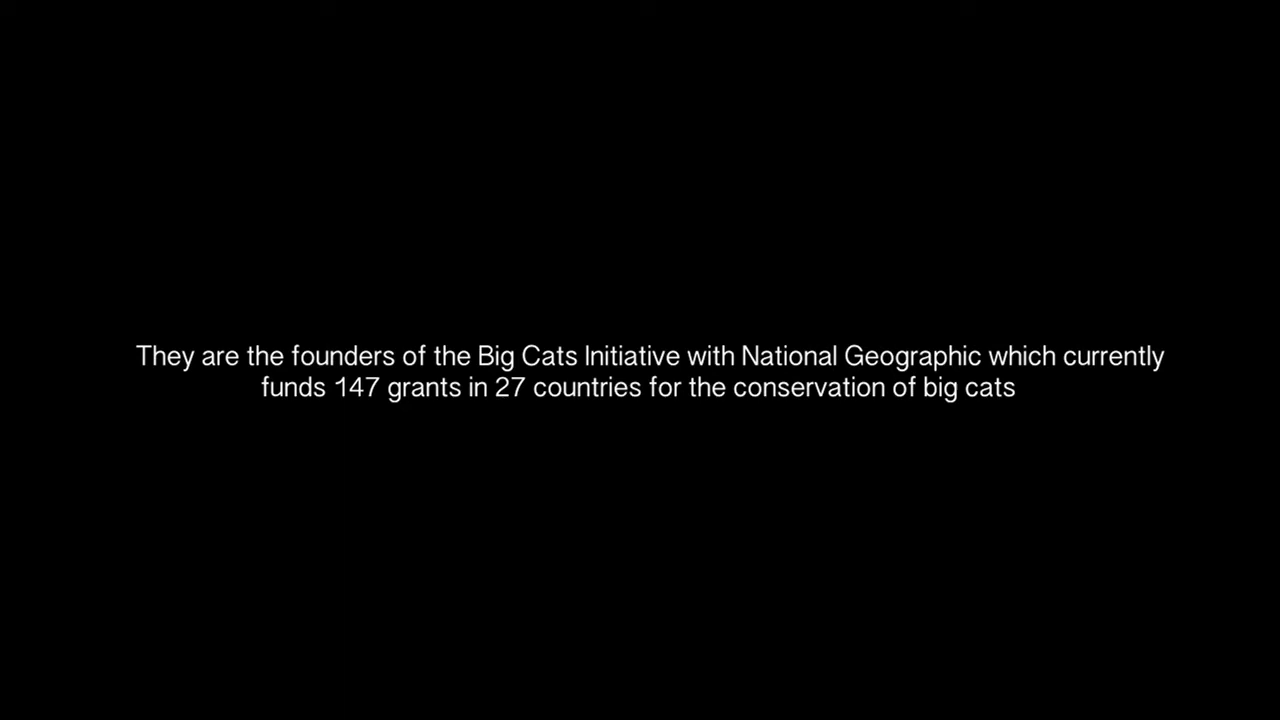 They are the founders of the Big Cats Initiative with National Geographic which currently
funds 147 grants in 27 countries for the conservation of big cats